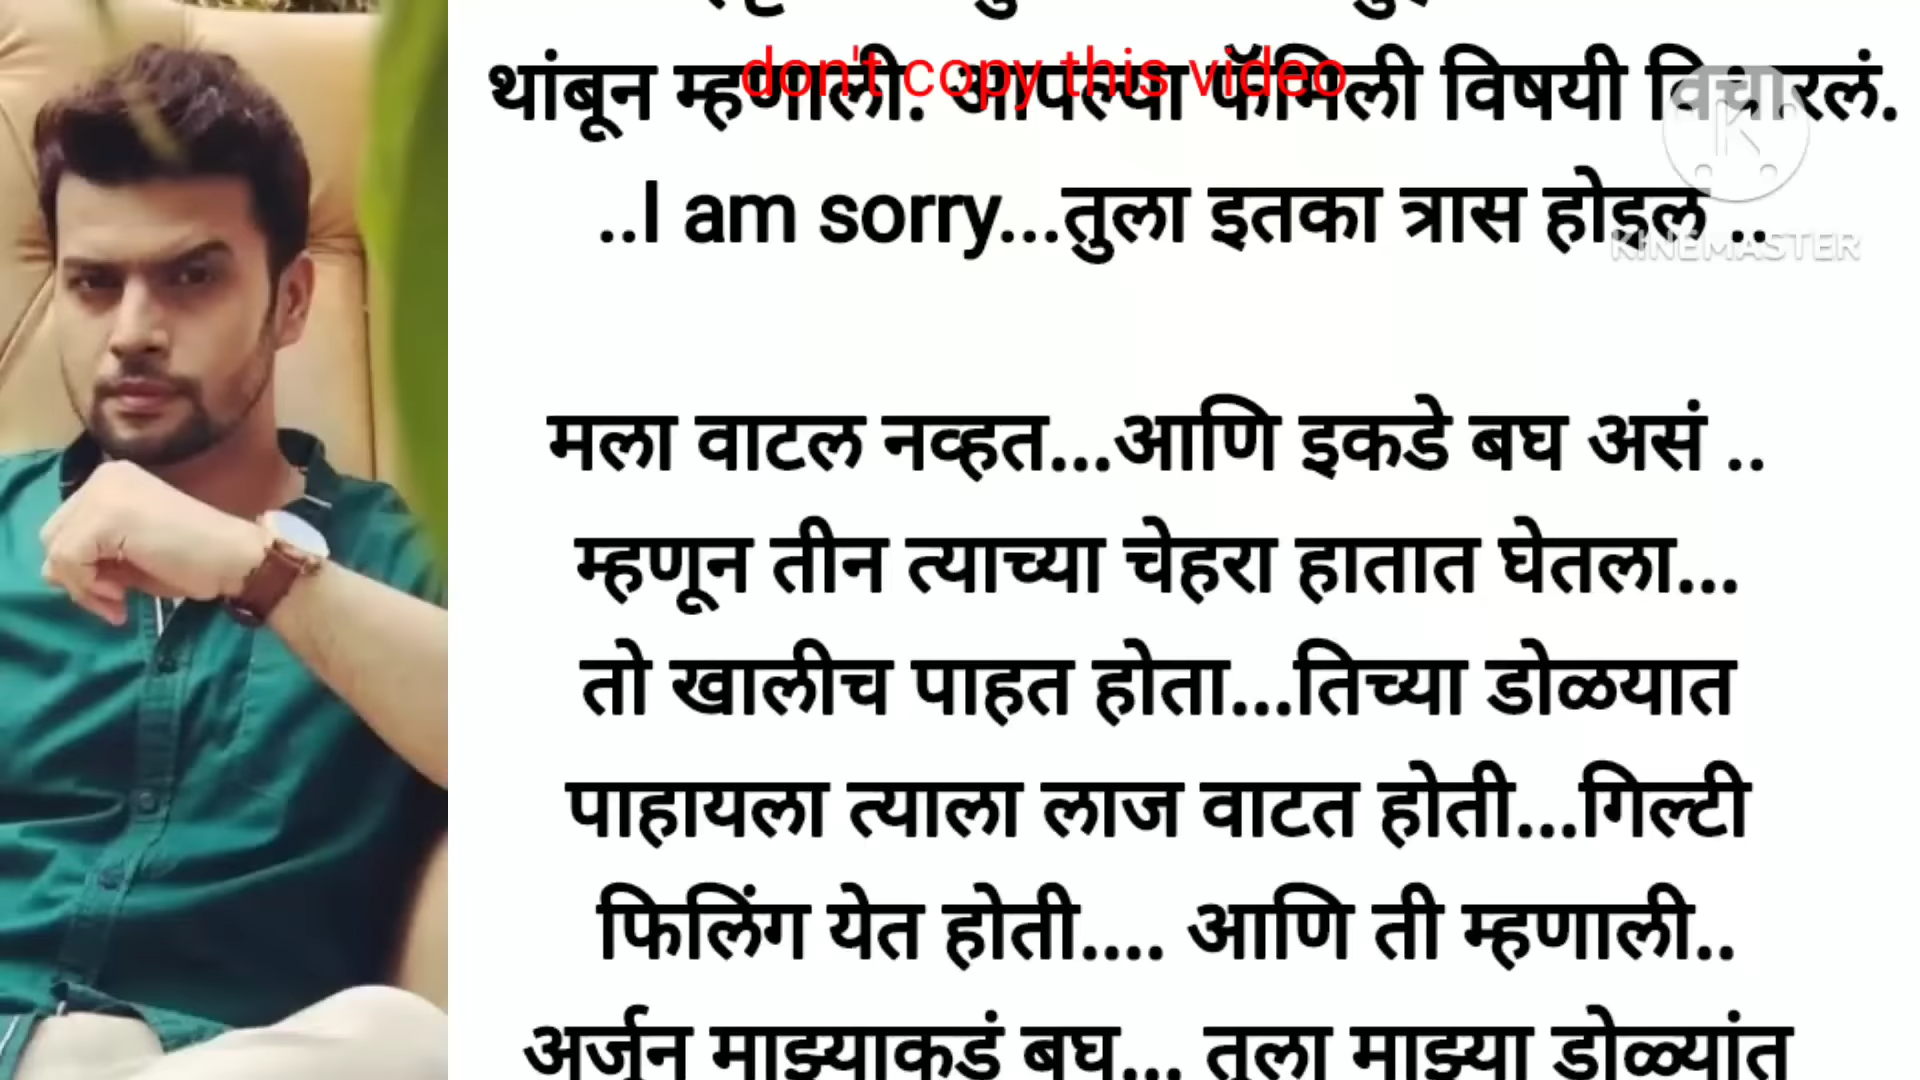 don't copy this video
थांबून म्हणाली. आपल्या फॅमिली विषयी विचारलं.
..I am sorry...तुला इतका त्रास होइल ..
KINEMASTER
मला वाटल नव्हत...आणि इकडे बघ असं ..
म्हणून तीन त्याच्या चेहरा हातात घेतला...
तो खालीच पाहत होता...तिच्या डोळयात
पाहायला त्याला लाज वाटत होती...गिल्टी
फिलिंग येत होती.... आणि ती म्हणाली..
अर्जून माझ्याकडं बघ... तुला माझ्या डोळ्यांत